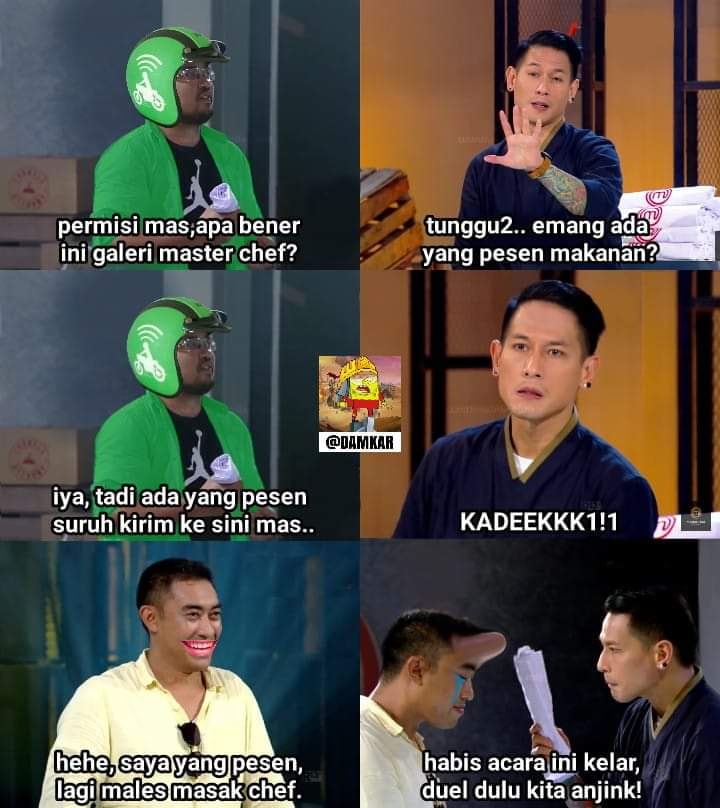 permisi mas,apa bener
ini galeri master chef?
tunggu2.. emang ada
yang pesen makanan?
iya, tadi ada yang pesen
suruh kirim ke sini mas..
@DAMKAR
KADEEKKK1!1
hehe, saya yang pesen,
lagi males masak chef.
habis acara ini kelar,
duel dulu kita anjink!